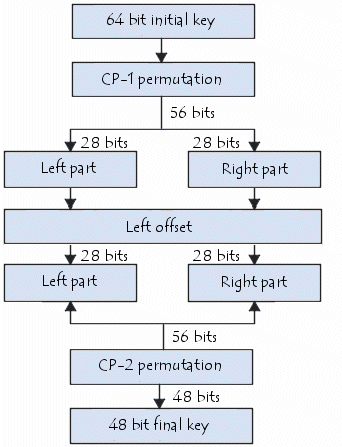 64 bit initial key
CP-1 permutation
56 bits
28 bits
28 bits
Left part
Right part
Left offset
28 bits
28 bits
Left part
Right part
56 bits
CP-2 permutation
48 bits
48 bit final key